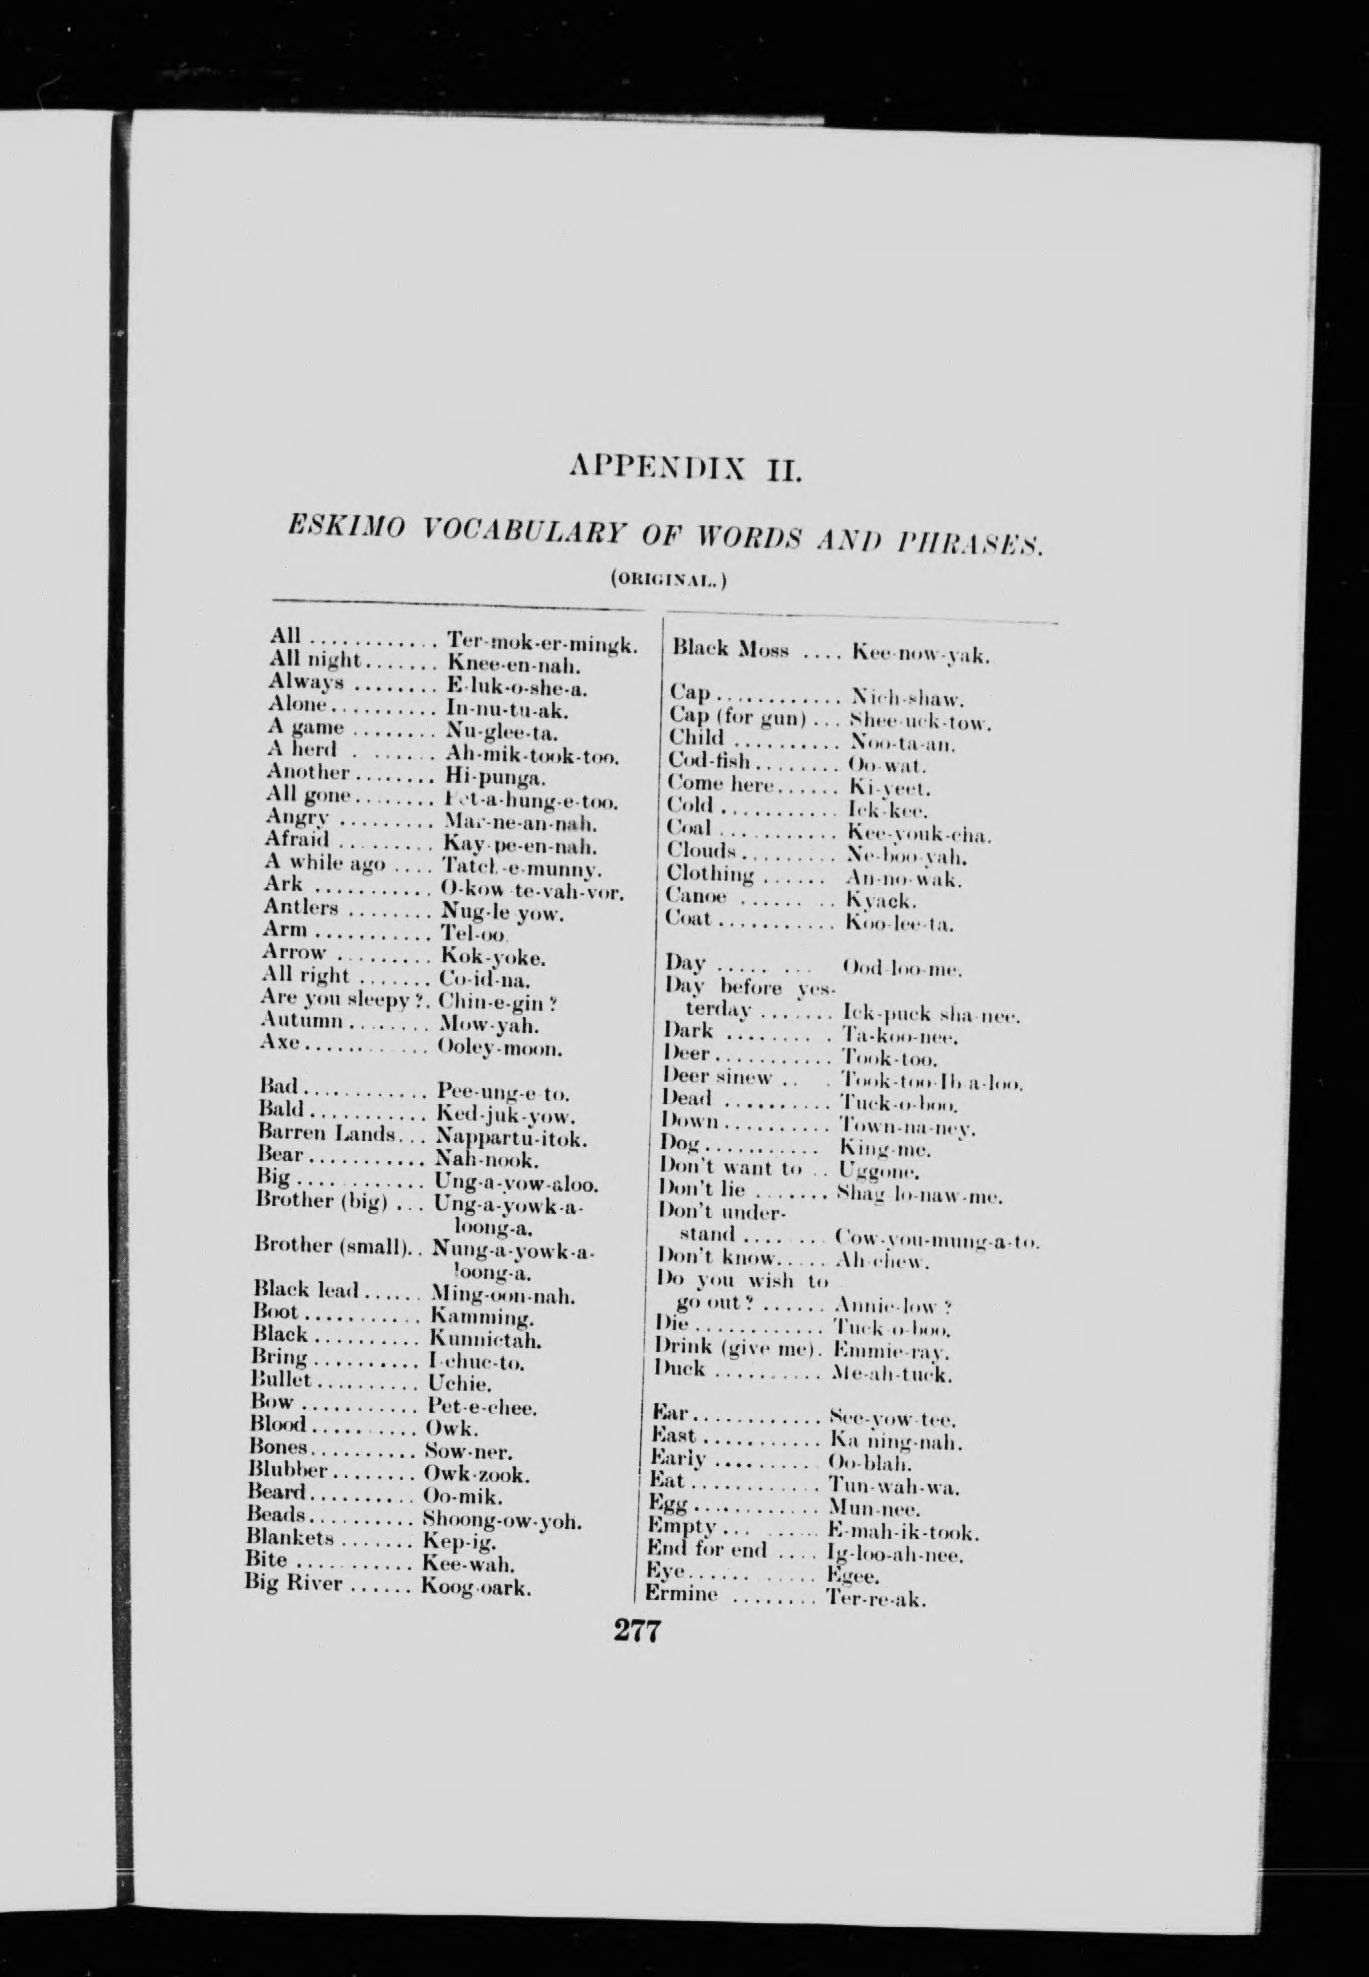 APPENDIX II.
ESKIMO VOCABULARY OF WORDS AND PHRASES.
(ORIGINAL.)
All ............ Ter-mok-er-mingk.
All night....... Knee-en-nah.
Always ........ E-luk-o-she-a.
Alone.......... In-nu-tu-ak.
A game ........ Nu-glee-ta.
A herd . ...... Ah-mik-took-too.
Another........ Hi-punga.
All gone........ Pet-a-hung-e-too.
Angry ......... Mar-ne-an-nah.
Afraid ......... Kay-pe-en-nah.
A while ago .... Tatch-e-munny.
Ark ........... O-kow-te-vah-vor.
Antlers ........ Nug-le-yow.
Arm ........... Tel-oo.
Arrow ......... Kok-yoke.
All right ....... Co-id-na.
Are you sleepy?. Chin-e-gin?
Autumn........ Mow-yah.
Axe............ Ooley-moon.
Bad............ Pee-ung-e-to.
Bald ........... Ked-juk-yow.
Barren Lands... Nappartu-itok.
Bear........... Nah-nook.
Big ............ Ung-a-yow-aloo.
Brother (big) ... Ung-a-yowk-a-
loong-a.
Brother (small).. Nung-a-yowk-a-
loong-a.
Black lead...... Ming-oon-nah.
Boot ........... Kamming.
Black .......... Kunnictah.
Bring .......... I-chuc-to.
Bullet.......... Uchie.
Bow ........... Pet-e-chee.
Blood.......... Owk.
Bones.......... Sow-ner.
Blubber........ Owk-zook.
Beard.......... Oo-mik.
Beads.......... Shoong-ow-yoh.
Blankets ....... Kep-ig.
Bite ........... Kee-wah.
Big River ...... Koog-oark.
Black Moss .... Kee-now-yak.
Cap............ Nich-shaw.
Cap (for gun)... Shee-uck-tow.
Child .......... Noo-ta-an.
Cod-fish........ Oo-wat.
Come here...... Ki-yeet.
Cold ........... Ick-kee.
Coal ........... Kee-youk-cha.
Clouds......... Ne-boo-yah.
Clothing ...... An-no-wak.
Canoe ........ Kyack.
Coat ........... Koo-lee-ta.
Day ........ Ood-loo-me.
Day before yes-
terday ....... Ick-puck-sha-nee.
Dark ......... Ta-koo-nee.
Deer........... Took-too.
Deer sinew .. . Took-too-
Dead .......... Tuck-o-boo.
Down.......... Town-na-ney.
Dog........... King-me.
Don't want to .. Uggone.
Don't lie ....... Shag-lo-naw-me.
Don't under-
stand ....... Cow-you-mung-a-to.
Don't know..... Ah-chew.
Do you wish to
go out? ...... Annie-low?
Die............ Tuck-o-boo.
Drink (give me). Emmie-ray.
Duck .......... Me-ah-tuck.
Ear............ See-yow-tee.
East ........... Ka-ning-nah.
Early ......... Oo-blah.
Eat............ Tun-wah-wa.
Egg............ Mun-nee.
Empty... ...... E-mah-ik-took.
End for end .... Ig-loo-ah-nee.
Eye...... ..... Egee.
Ermine ........ Ter-re-ak.
277